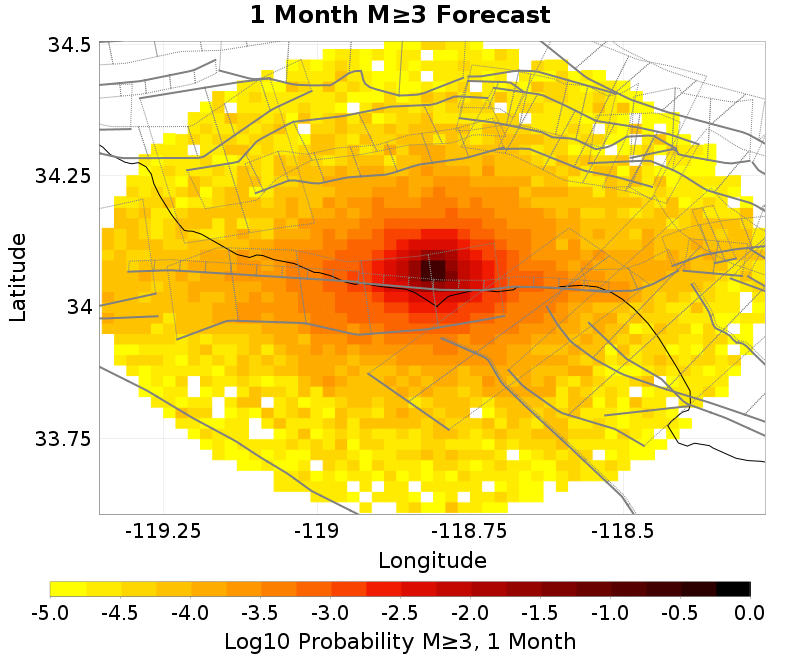 1 Month M≥3 Forecast
34.5
34.25
34
33.75
Latitude
-119.25 -119 -118.75 -118.5
Longitude
-5.0 -4.5 -4.0 -3.5 -3.0 -2.5 -2.0 -1.5 -1.0 -0.5 0.0
Log10 Probability M≥3, 1 Month